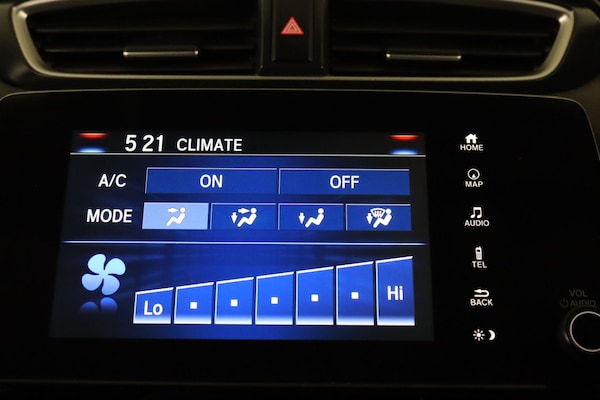 5 21 CLIMATE
A/C ON OFF
MODE
Lo Hi
HOME
MAP
AUDIO
TEL
BACK
VOL
AUDIO